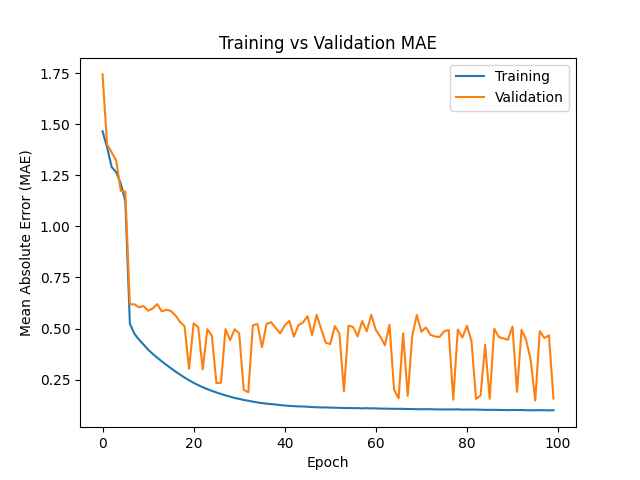 Training vs Validation MAE
Training
Validation
Mean Absolute Error (MAE)
1.75
1.50
1.25
1.00
0.75
0.50
0.25
0 20 40 60 80 100
Epoch